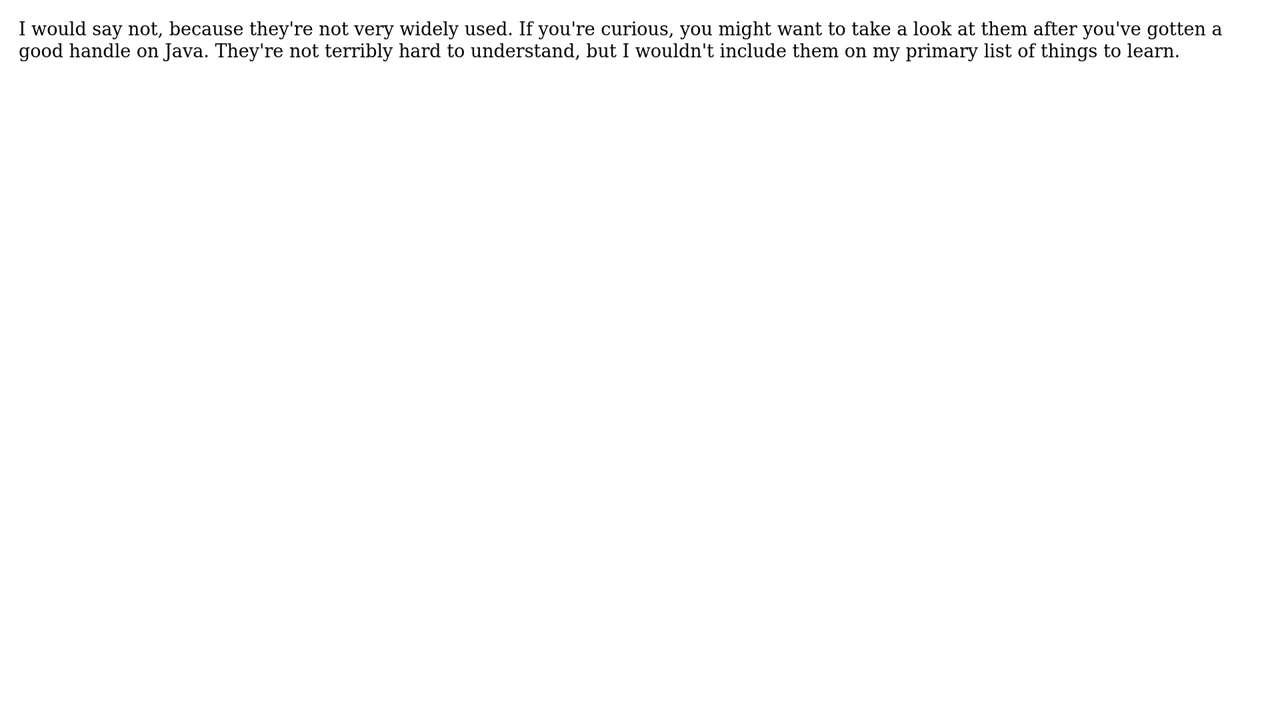 I would say not, because they're not very widely used. If you're curious, you might want to take a look at them after you've gotten a
good handle on Java. They're not terribly hard to understand, but I wouldn't include them on my primary list of things to learn.